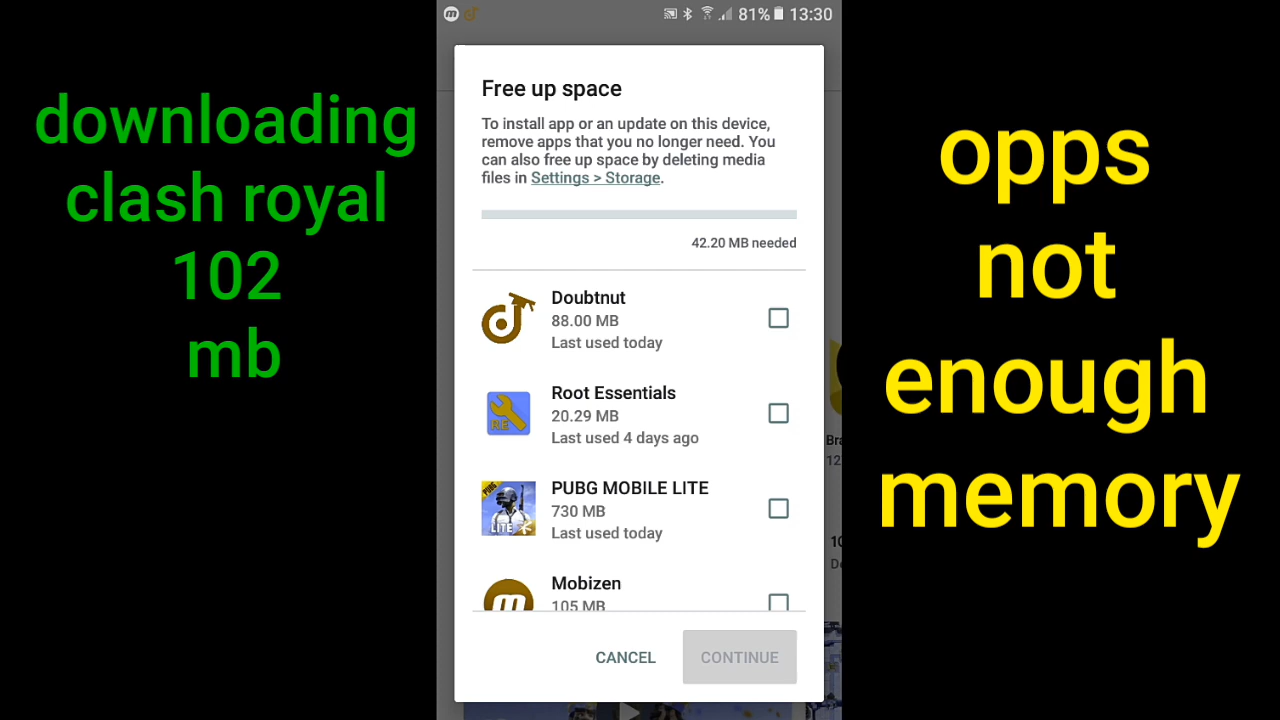 downloading
clash royal
102
mb
81% 13:30
Free up space
To install app or an update on this device,
remove apps that you no longer need. You
can also free up space by deleting media
files in Settings > Storage.
42.20 MB needed
Doubtnut
88.00 MB
Last used today
RE
Root Essentials
20.29 MB
Last used 4 days ago
PUBG
LITE
PUBG MOBILE LITE
730 MB
Last used today
m
Mobizen
105 MB
CANCEL
CONTINUE
opps
not
enough
memory